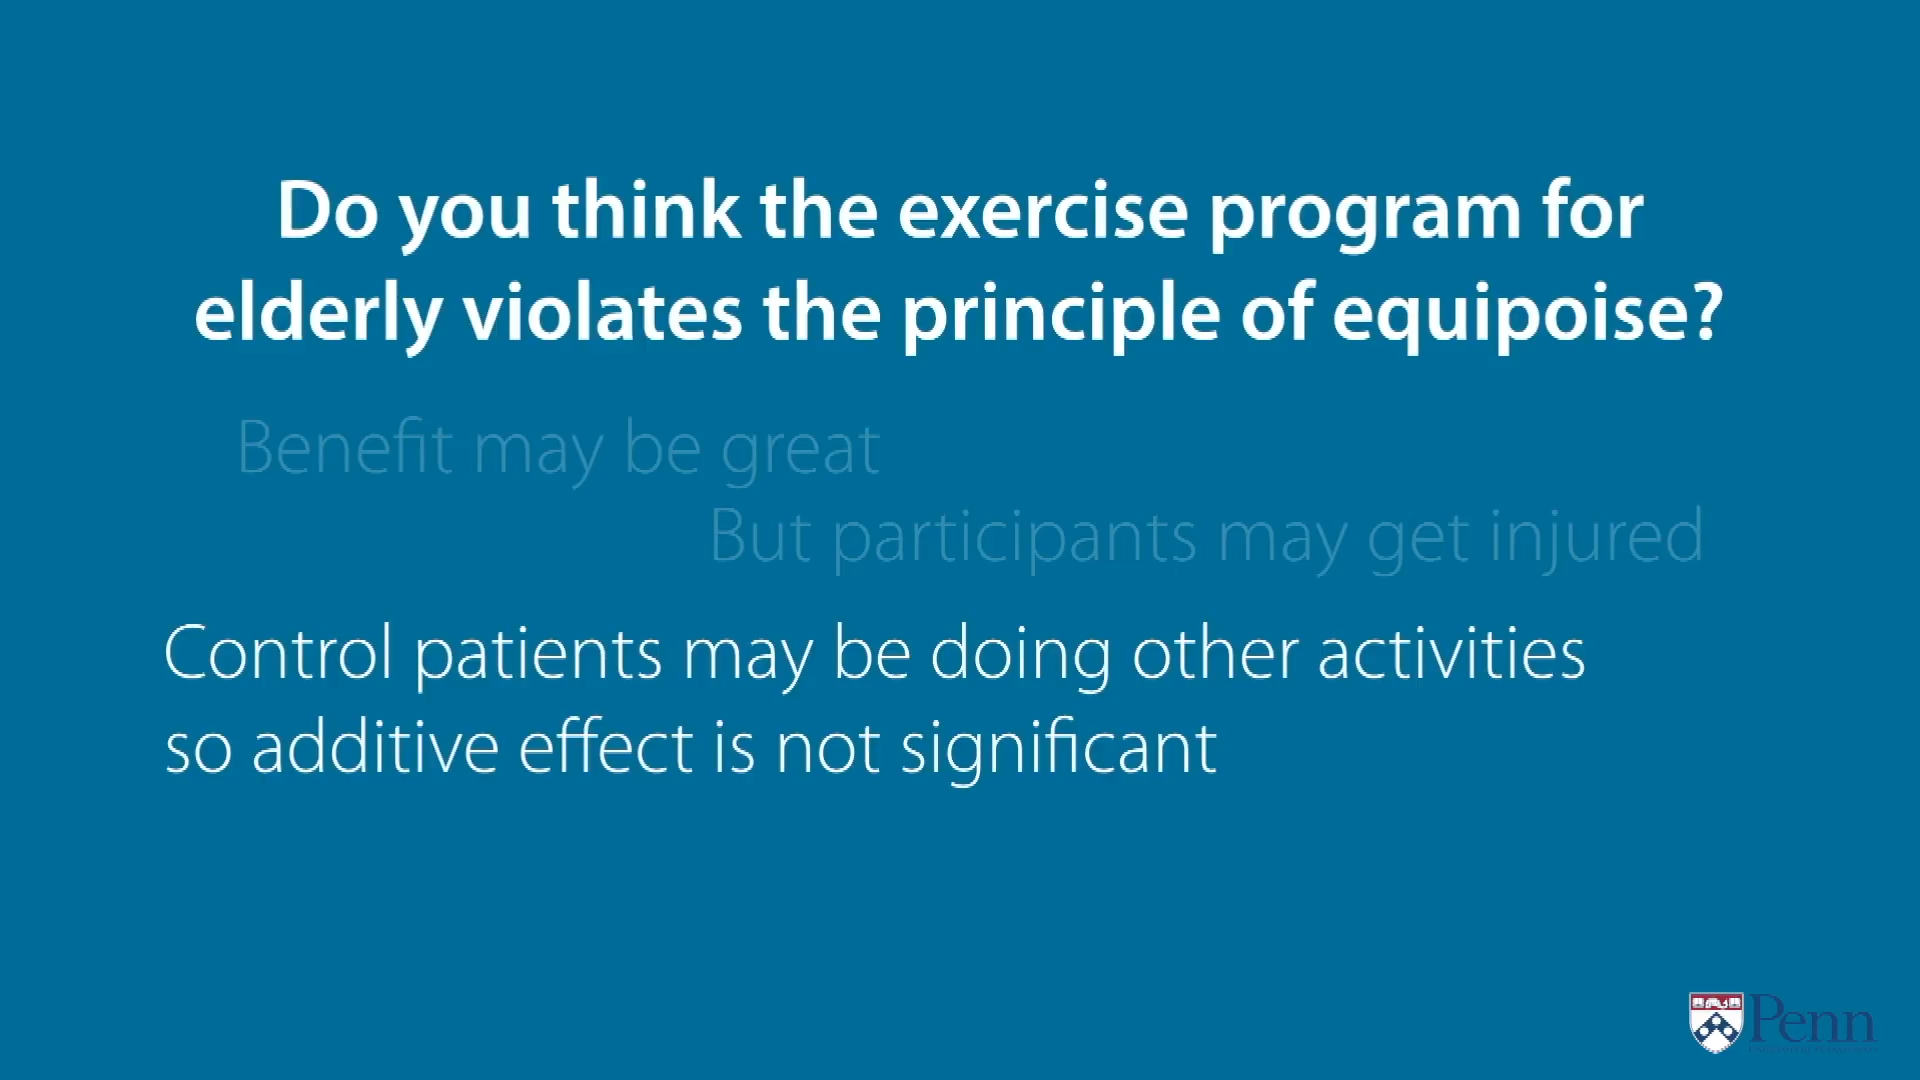 Do you think the exercise program for
elderly violates the principle of equipoise?
Benefit may be great
But participants may get injured
Control patients may be doing other activities
so additive effect is not significant
Penn